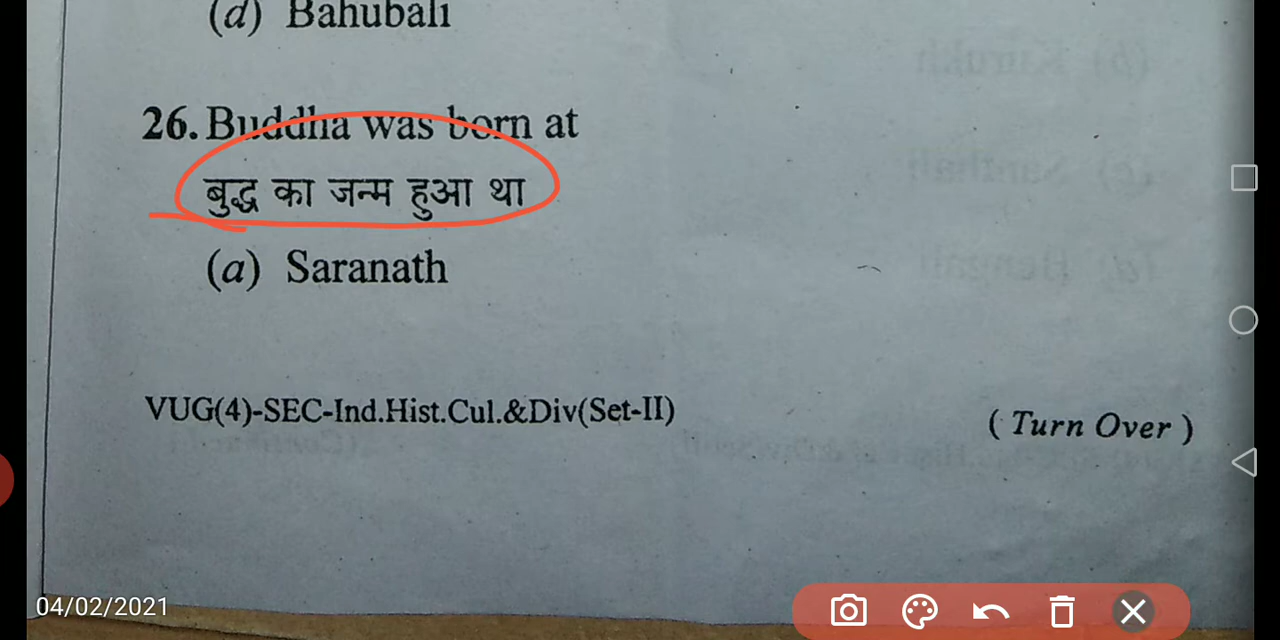 (d) Bahubali
26. Buddha was born at
बुद्ध का जन्म हुआ था
(a) Saranath
VUG(4)-SEC-Ind.Hist.Cul.&Div(Set-II)
( Turn Over )
04/02/2021